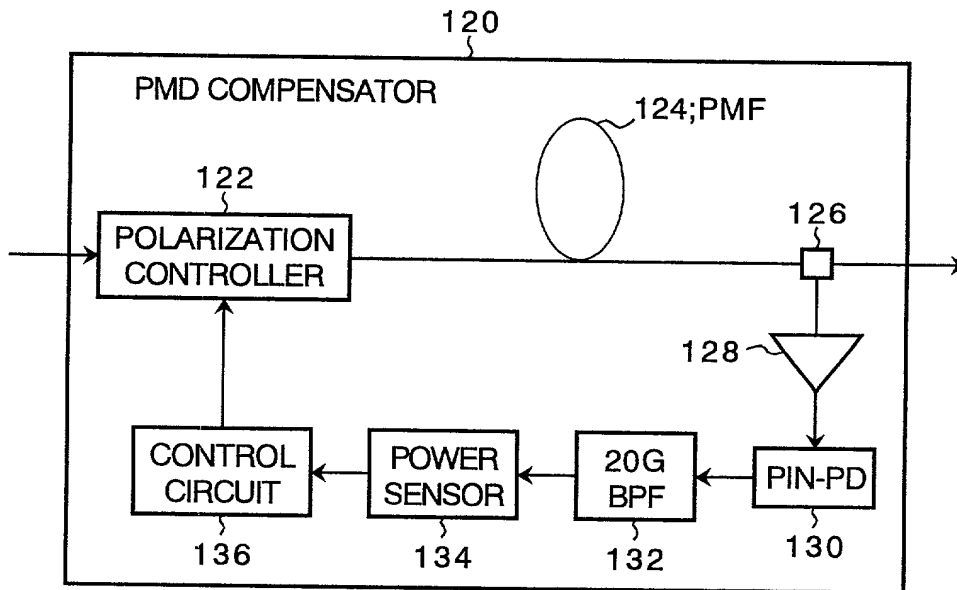 120
PMD COMPENSATOR
124;PMF
122
126
POLARIZATION
CONTROLLER
128
CONTROL
CIRCUIT
POWER
SENSOR
20G
BPF
PIN-PD
136
134
132
130